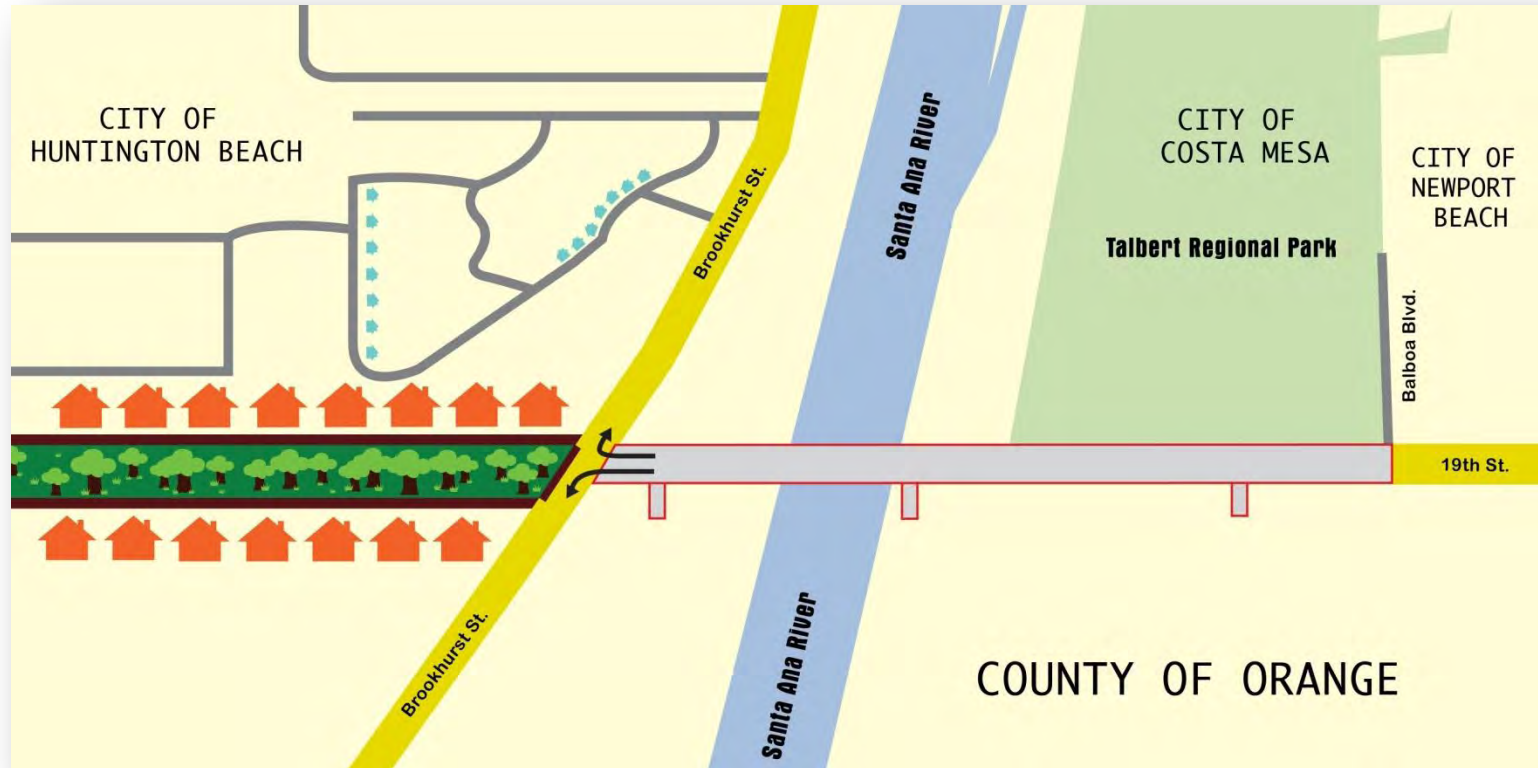 CITY OF
HUNTINGTON BEACH
Brookhurst St.
Santa Ana River
CITY OF
COSTA MESA
CITY OF
NEWPORT
BEACH
Talbert Regional Park
Balboa Blvd.
19th St.
Brookhurst St.
Santa Ana River
COUNTY OF ORANGE